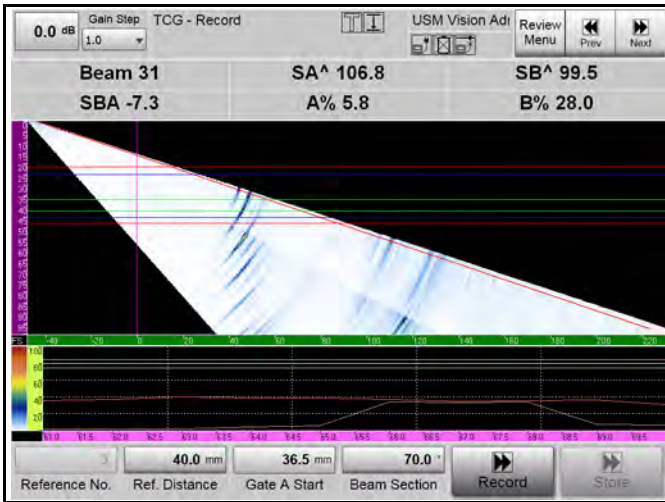 0.0 dB
Gain Step
1.0
TCG - Record
USM Vision Adı
Review Menu
Prev
Next
Beam 31
SA^ 106.8
SB^ 99.5
SBA -7.3
A% 5.8
B% 28.0
FS -40 -20 0 20 40 60 80 100 120 140 160 180 200 220
100
80
60
40
20
61.0 61.5 62.0 62.5 63.0 63.5 64.0 64.5 65.0 65.5 66.0 66.5 67.0 67.5 68.0 68.5 69.0 69.5
3
40.0 mm
36.5 mm
70.0 °
Record
Store
Reference No.
Ref. Distance
Gate A Start
Beam Section